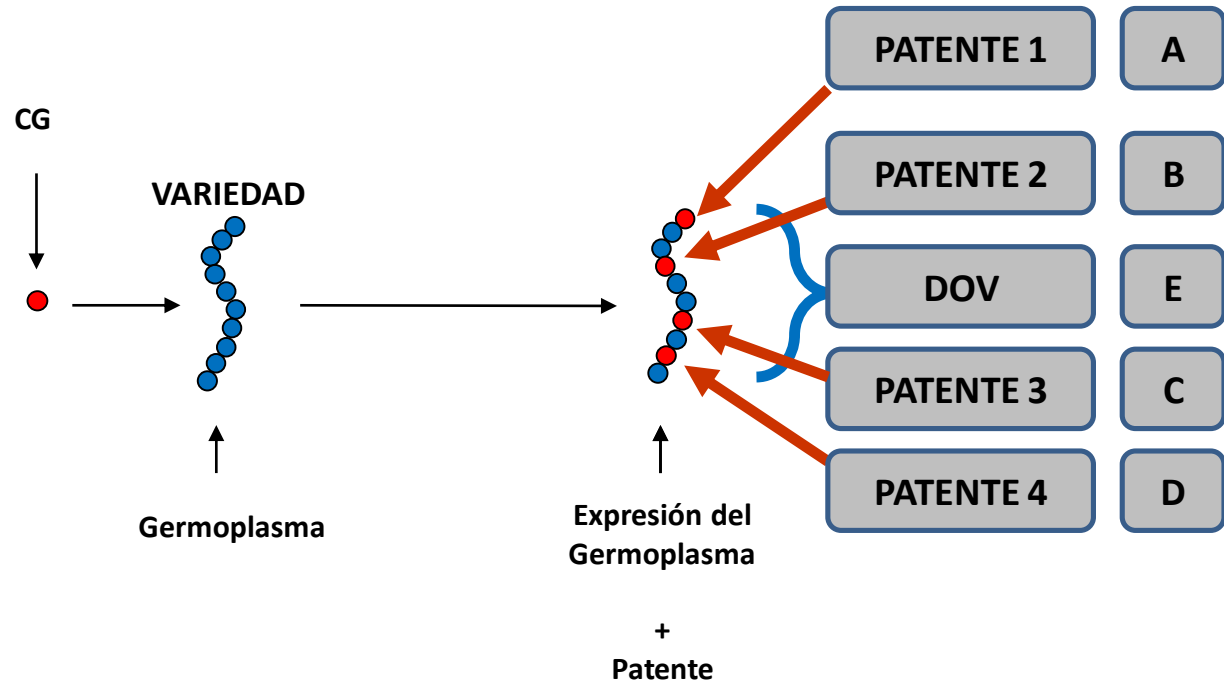 CG
VARIEDAD
Germoplasma
Expresión del
Germoplasma
+
Patente
PATENTE 1 A
PATENTE 2 B
DOV E
PATENTE 3 C
PATENTE 4 D